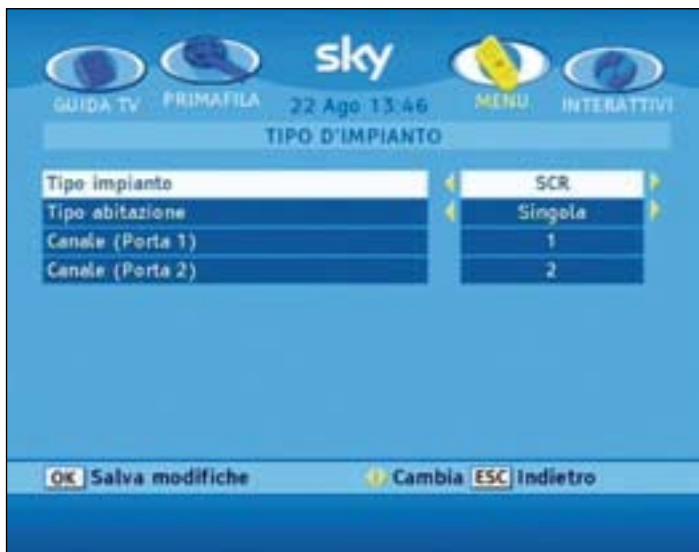 sky
GUIDA TV PRIMAFILA 22 Ago 13:46 MENU INTERATTIVI
TIPO D'IMPIANTO
Tipo impianto SCR
Tipo abitazione Singola
Canale (Porta 1) 1
Canale (Porta 2) 2
OK Salva modifiche Cambia ESC Indietro